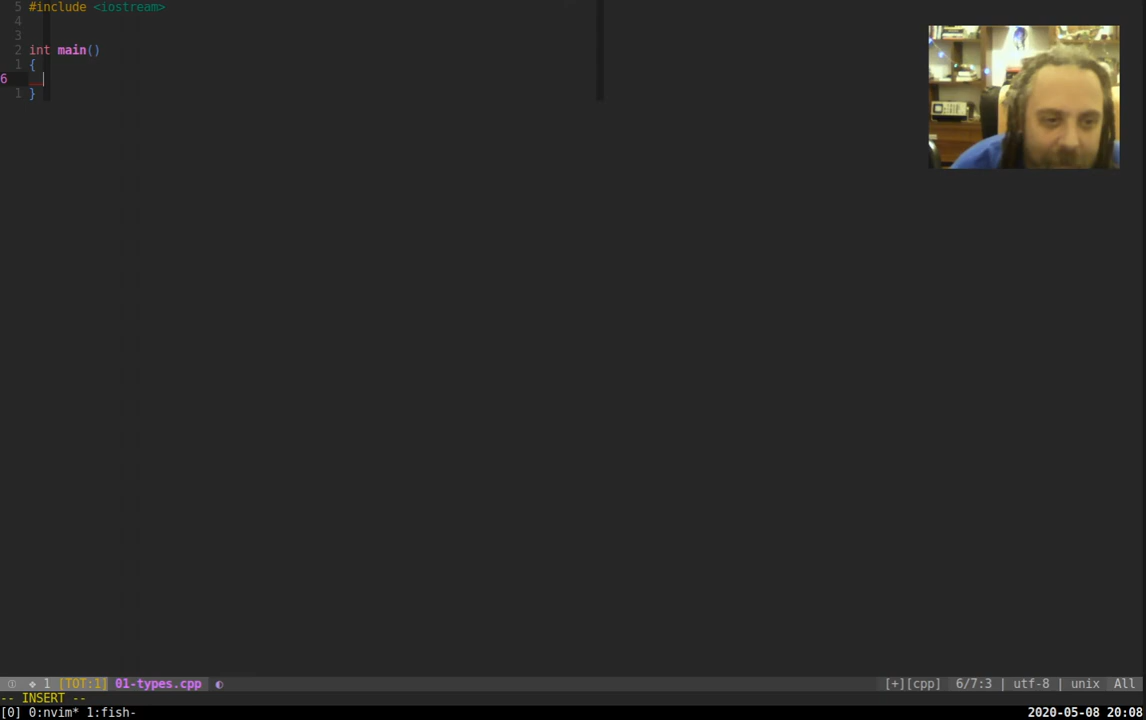 5 #include <iostream>
4
3
2 int main()
1 {
6
1 }
① ❖ 1 [TOT:1] 01-types.cpp ◐ [+][cpp] 6/7:3 | utf-8 | unix All
-- INSERT --
[0] 0:nvim* 1:fish- 2020-05-08 20:08